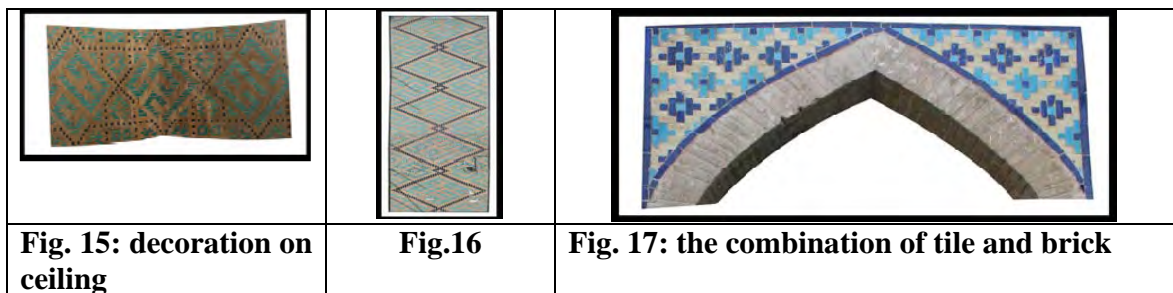 Fig. 15: decoration on
ceiling
Fig.16
Fig. 17: the combination of tile and brick